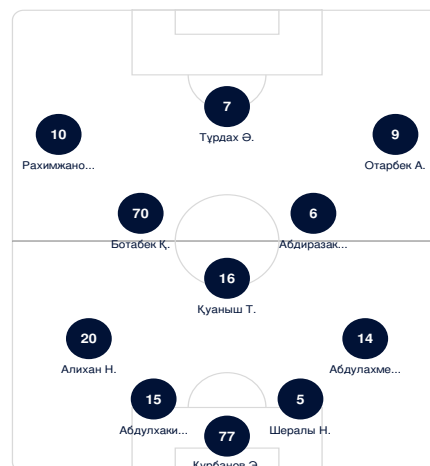 7
Тұрдах Ә.
10
Рахимжано...
9
Отарбек А.
70
Ботабек Қ.
6
Абдиразак...
16
Қуаныш Т.
20
Алихан Н.
14
Абдулахме...
15
Абдулхаки...
5
Шералы Н.
77
Курбанов Э.